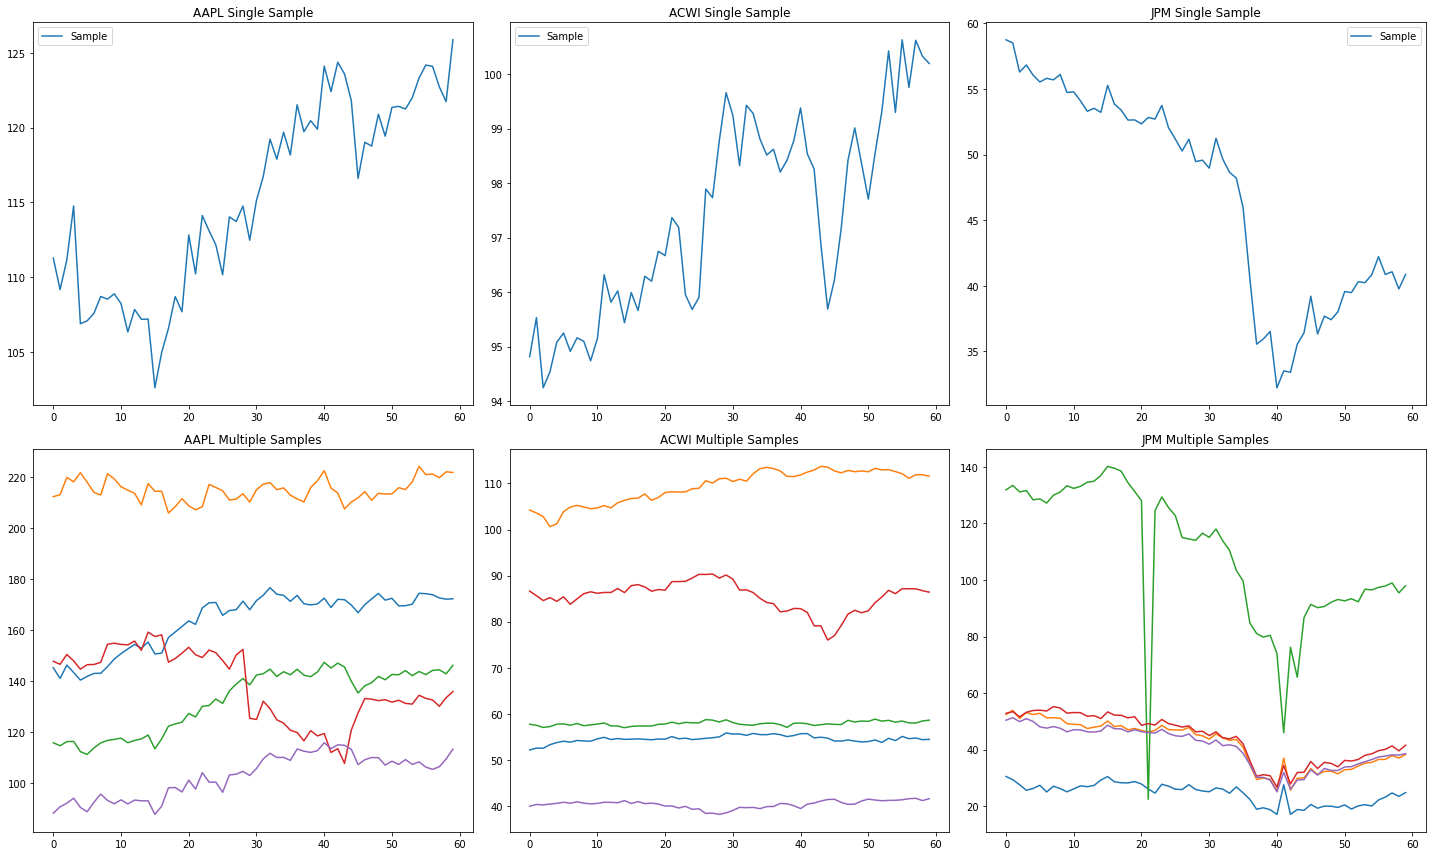 AAPL Single Sample
Sample
125
120
115
110
105
0 10 20 30 40 50 60
ACWI Single Sample
Sample
100
99
98
97
96
95
94
0 10 20 30 40 50 60
JPM Single Sample
Sample
60
55
50
45
40
35
0 10 20 30 40 50 60
AAPL Multiple Samples
220
200
180
160
140
120
100
0 10 20 30 40 50 60
ACWI Multiple Samples
110
100
90
80
70
60
50
40
0 10 20 30 40 50 60
JPM Multiple Samples
140
120
100
80
60
40
20
0 10 20 30 40 50 60